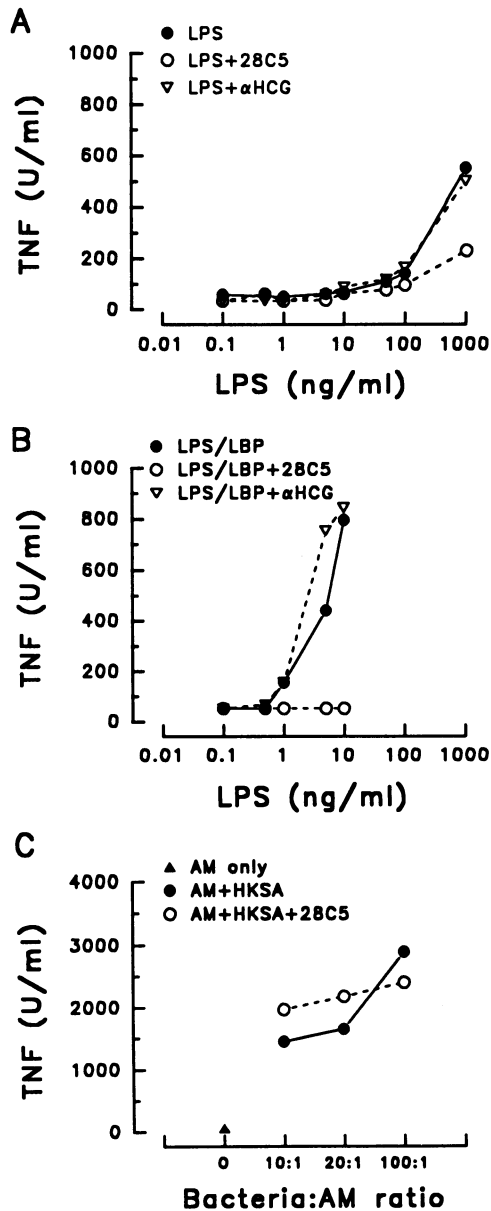 A
LPS
LPS+28C5
LPS+αHCG
1000
800
600
400
200
0
TNF (U/ml)
0.01 0.1 1 10 100 1000
LPS (ng/ml)
B
LPS/LBP
LPS/LBP+28C5
LPS/LBP+αHCG
1000
800
600
400
200
0
TNF (U/ml)
0.01 0.1 1 10 100 1000
LPS (ng/ml)
C
AM only
AM+HKSA
AM+HKSA+28C5
4000
3000
2000
1000
0
TNF (U/ml)
0 10:1 20:1 100:1
Bacteria:AM ratio